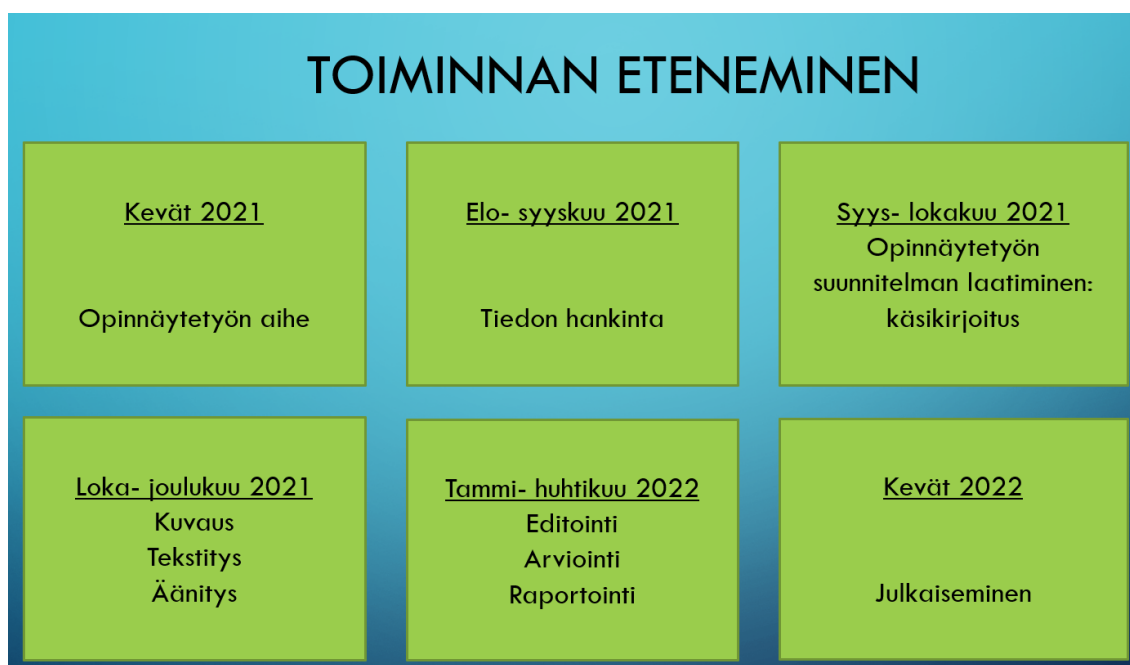 TOIMINNAN ETENEMINEN
Kevät 2021
Opinnäytetyön aihe
Elo- syyskuu 2021
Tiedon hankinta
Syys- lokakuu 2021
Opinnäytetyön
suunnitelman laatiminen:
käsikirjoitus
Loka- joulukuu 2021
Kuvaus
Tekstitys
Äänitys
Tammi- huhtikuu 2022
Editointi
Arviointi
Raportointi
Kevät 2022
Julkaiseminen